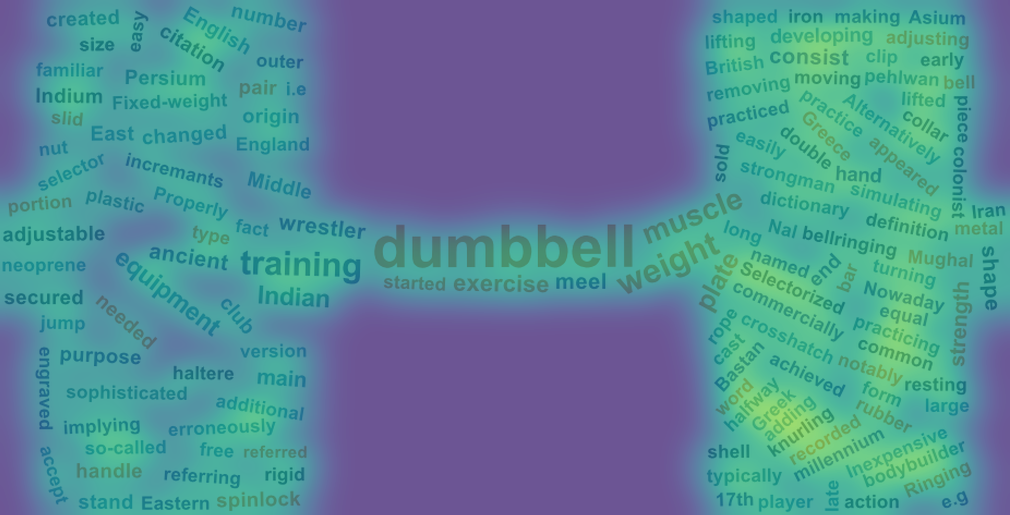 created
easy
English
number
size
citation
outer
familiar
Persium
pair
i.e
Indium
Fixed-weight
slid
origin
East
changed
England
nut
selector
incremants
Middle
portion
plastic
Properly
fact
wrestler
adjustable
type
neoprene
ancient
training
equipment
Indian
secured
needed
club
jump
engraved
purpose
version
haltere
main
sophisticated
additional
implying
erroneously
so-called
free
referred
accept
handle
referring
rigid
stand
Eastern
spinlock
dumbbell
started
exercise
meel
muscle
weight
plate
shaped
iron
making
Asium
lifting
developing
adjusting
British
consist
clip
early
removing
moving
pehlwan
bell
practiced
practice
Alternatively
lifted
collar
piece
colonist
Greece
appeared
sold
easily
double
hand
strongman
simulating
dictionary
definition
Iran
metal
long
Nal
bellringing
Mughal
shape
named
end
bar
turning
Selectorized
Nowaday
commercially
equal
strength
rope
crosshatch
practicing
cast
common
Bastan
achieved
notably
resting
word
halfway
form
large
Greek
adding
rubber
knurling
recorded
shell
millennium
Inexpensive
bodybuilder
typically
Ringing
17th
player
late
action
e.g